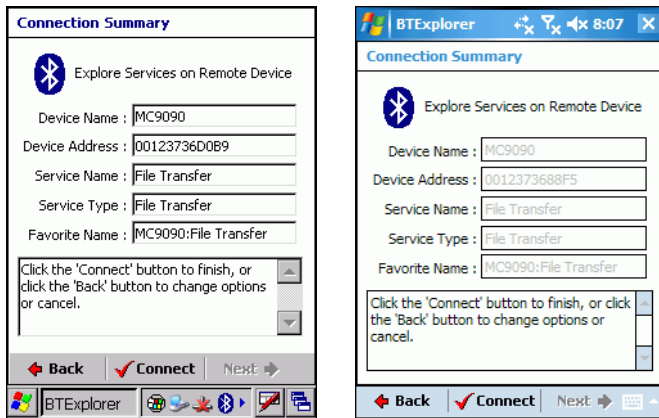 Connection Summary
Explore Services on Remote Device
Device Name : MC9090
Device Address : 00123736D0B9
Service Name : File Transfer
Service Type : File Transfer
Favorite Name : MC9090:File Transfer
Click the 'Connect' button to finish, or
click the 'Back' button to change options
or cancel.
Back Connect Next
BTExplorer
BTExplorer 8:07
Connection Summary
Explore Services on Remote Device
Device Name : MC9090
Device Address : 0012373688F5
Service Name : File Transfer
Service Type : File Transfer
Favorite Name : MC9090:File Transfer
Click the 'Connect' button to finish, or click
the 'Back' button to change options or
cancel.
Back Connect Next